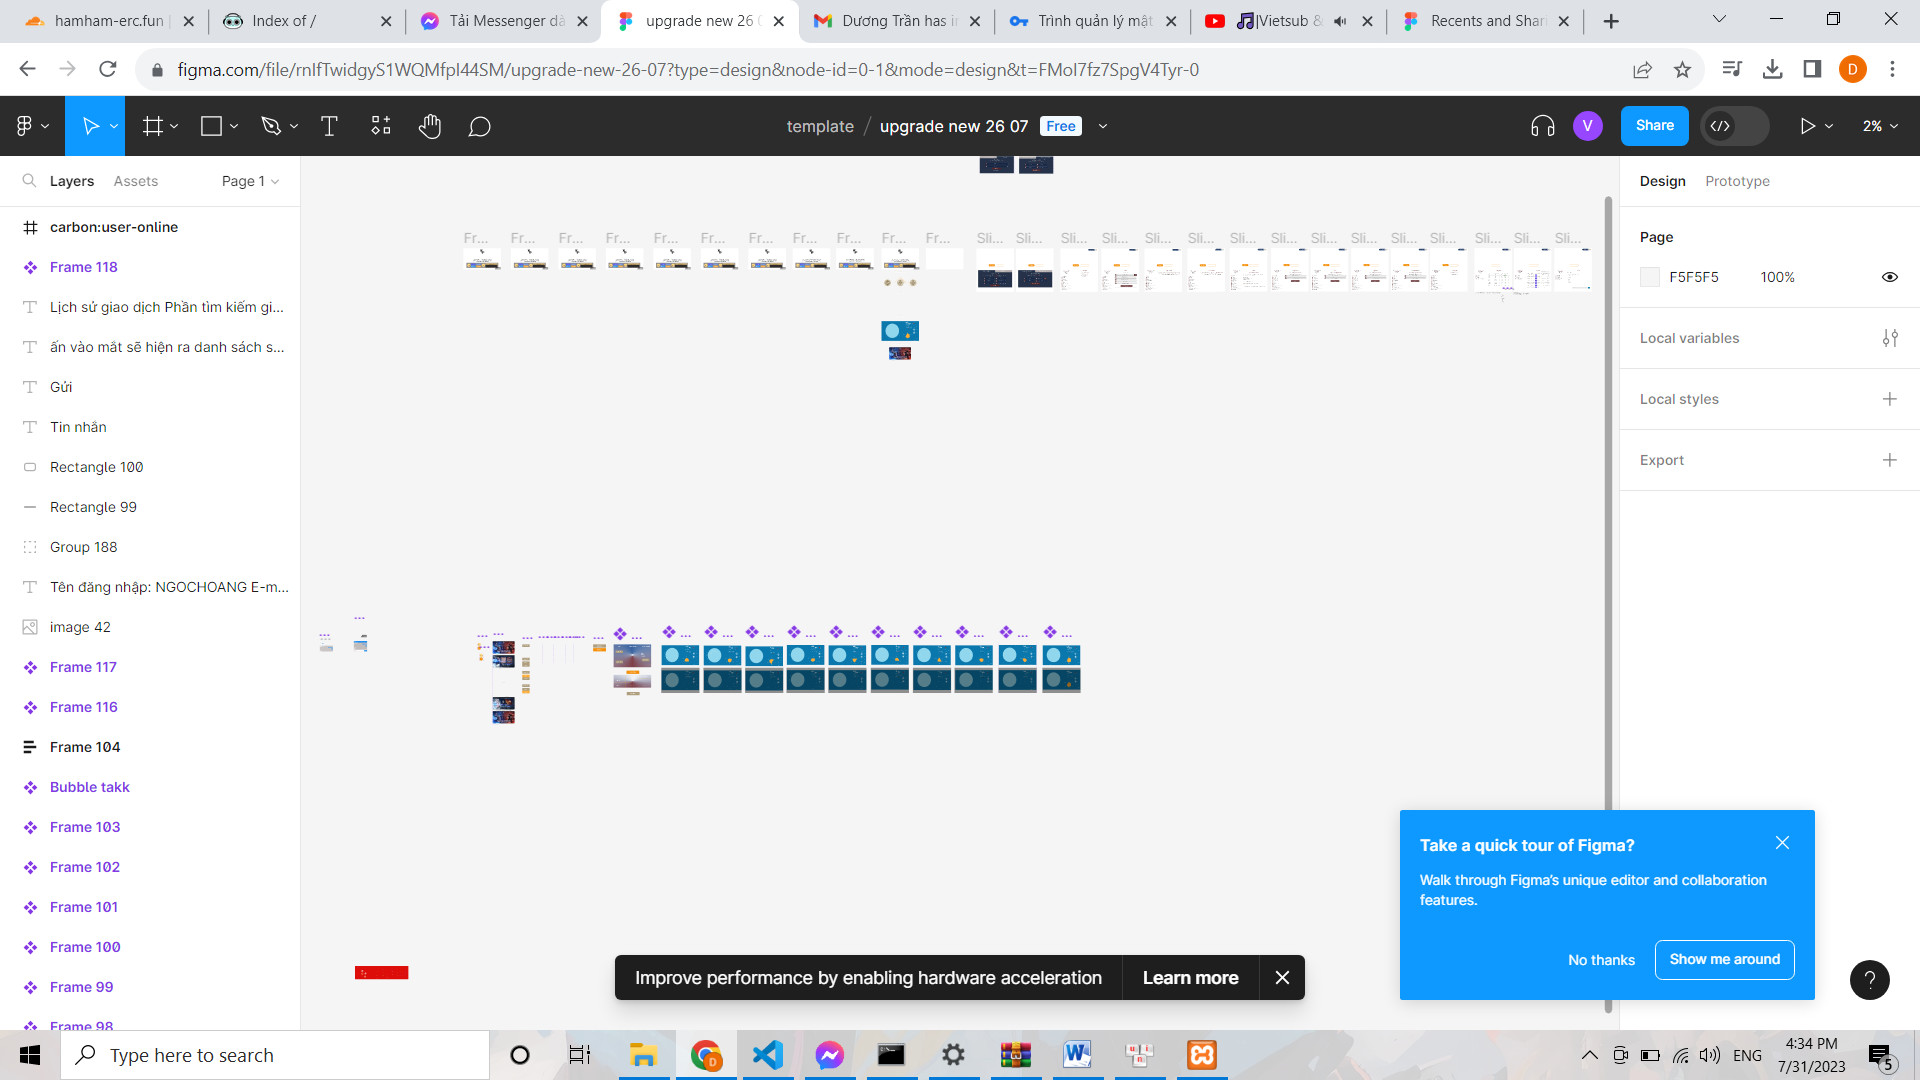 hamham-erc.fun |
Index of /
Tải Messenger dà
upgrade new 26 0
Dương Trần has in
Trình quản lý mật
🎵|Vietsub &
Recents and Shari
figma.com/file/rnIfTwidgyS1WQMfpI44SM/upgrade-new-26-07?type=design&node-id=0-1&mode=design&t=FMoI7fz7SpgV4Tyr-0
D
template / upgrade new 26 07 Free
V
Share
2%
Layers Assets Page 1
Design Prototype
carbon:user-online
Frame 118
Lịch sử giao dịch Phần tìm kiếm gi...
ấn vào mắt sẽ hiện ra danh sách s...
Gửi
Tin nhắn
Rectangle 100
Rectangle 99
Group 188
Tên đăng nhập: NGOCHOANG E-m...
image 42
Frame 117
Frame 116
Frame 104
Bubble takk
Frame 103
Frame 102
Frame 101
Frame 100
Frame 99
Frame 98
Fr... Fr... Fr... Fr... Fr... Fr... Fr... Fr... Fr... Fr... Fr... Sli... Sli... Sli... Sli... Sli... Sli... Sli... Sli... Sli... Sli... Sli... Sli... Sli... Sli... Sli...
Page
F5F5F5 100%
Local variables
Local styles
Export
Take a quick tour of Figma?
Walk through Figma's unique editor and collaboration
features.
No thanks Show me around
Improve performance by enabling hardware acceleration Learn more
?
Type here to search
D
ENG
4:34 PM
7/31/2023
5